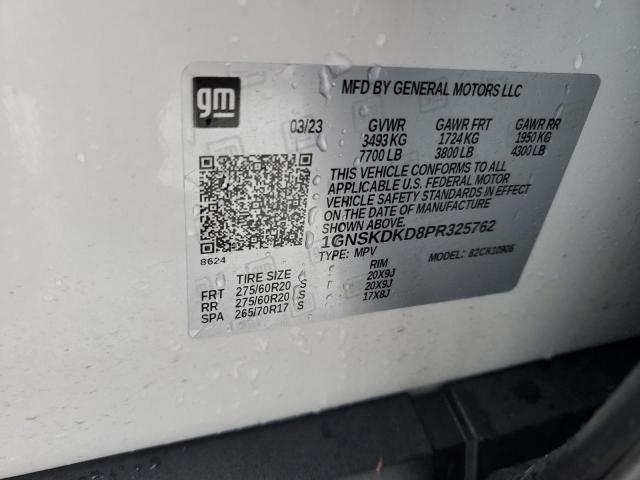 gm
MFD BY GENERAL MOTORS LLC
03/23 GVWR GAWR FRT GAWR RR
3493 KG 1724 KG 1950 KG
7700 LB 3800 LB 4300 LB
THIS VEHICLE CONFORMS TO ALL
APPLICABLE U.S. FEDERAL MOTOR
VEHICLE SAFETY STANDARDS IN EFFECT
ON THE DATE OF MANUFACTURE
SHOWN ABOVE.
1GNSKDKD8PR325762
8624
TYPE: MPV MODEL: 82CK10906
TIRE SIZE RIM
FRT 275/60R20 S 20X9J
RR 275/60R20 S 20X9J
SPA 265/70R17 S 17X8J